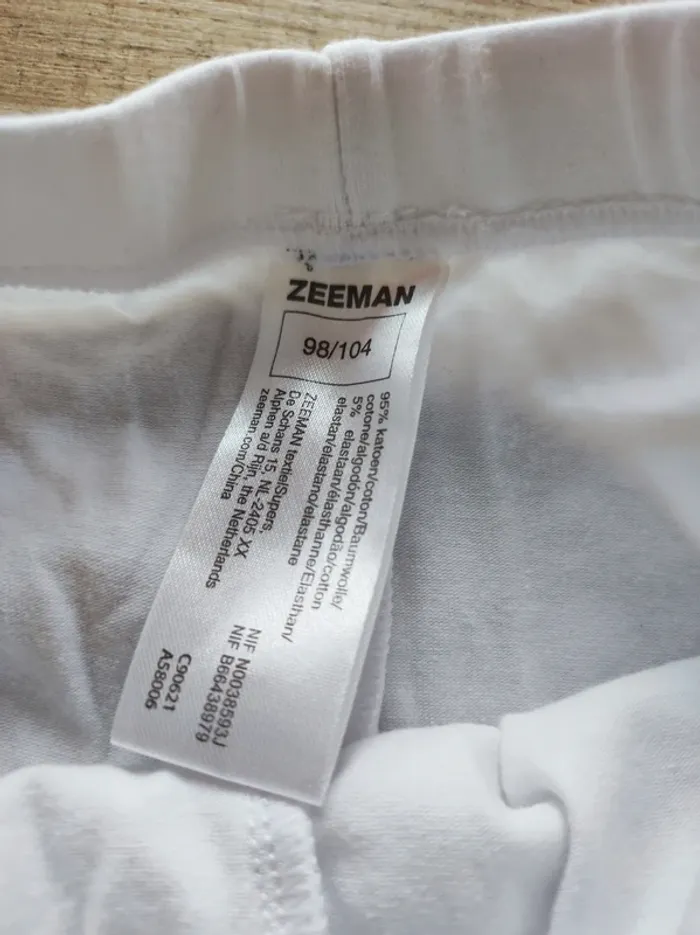 ZEEMAN
98/104
95% katoen/coton/Baumwolle/
cotone/algodón/algodão/cotton
5% elastaan/élasthanne/Elasthan/
elastan/elastano/elastane
ZEEMAN textielSupers,
De Schans 15, NL-2405 XX
Alphen a/d Rijn, the Netherlands
zeeman.com/China
NIF N0038593J
NIF B66438979
C90621
A58006